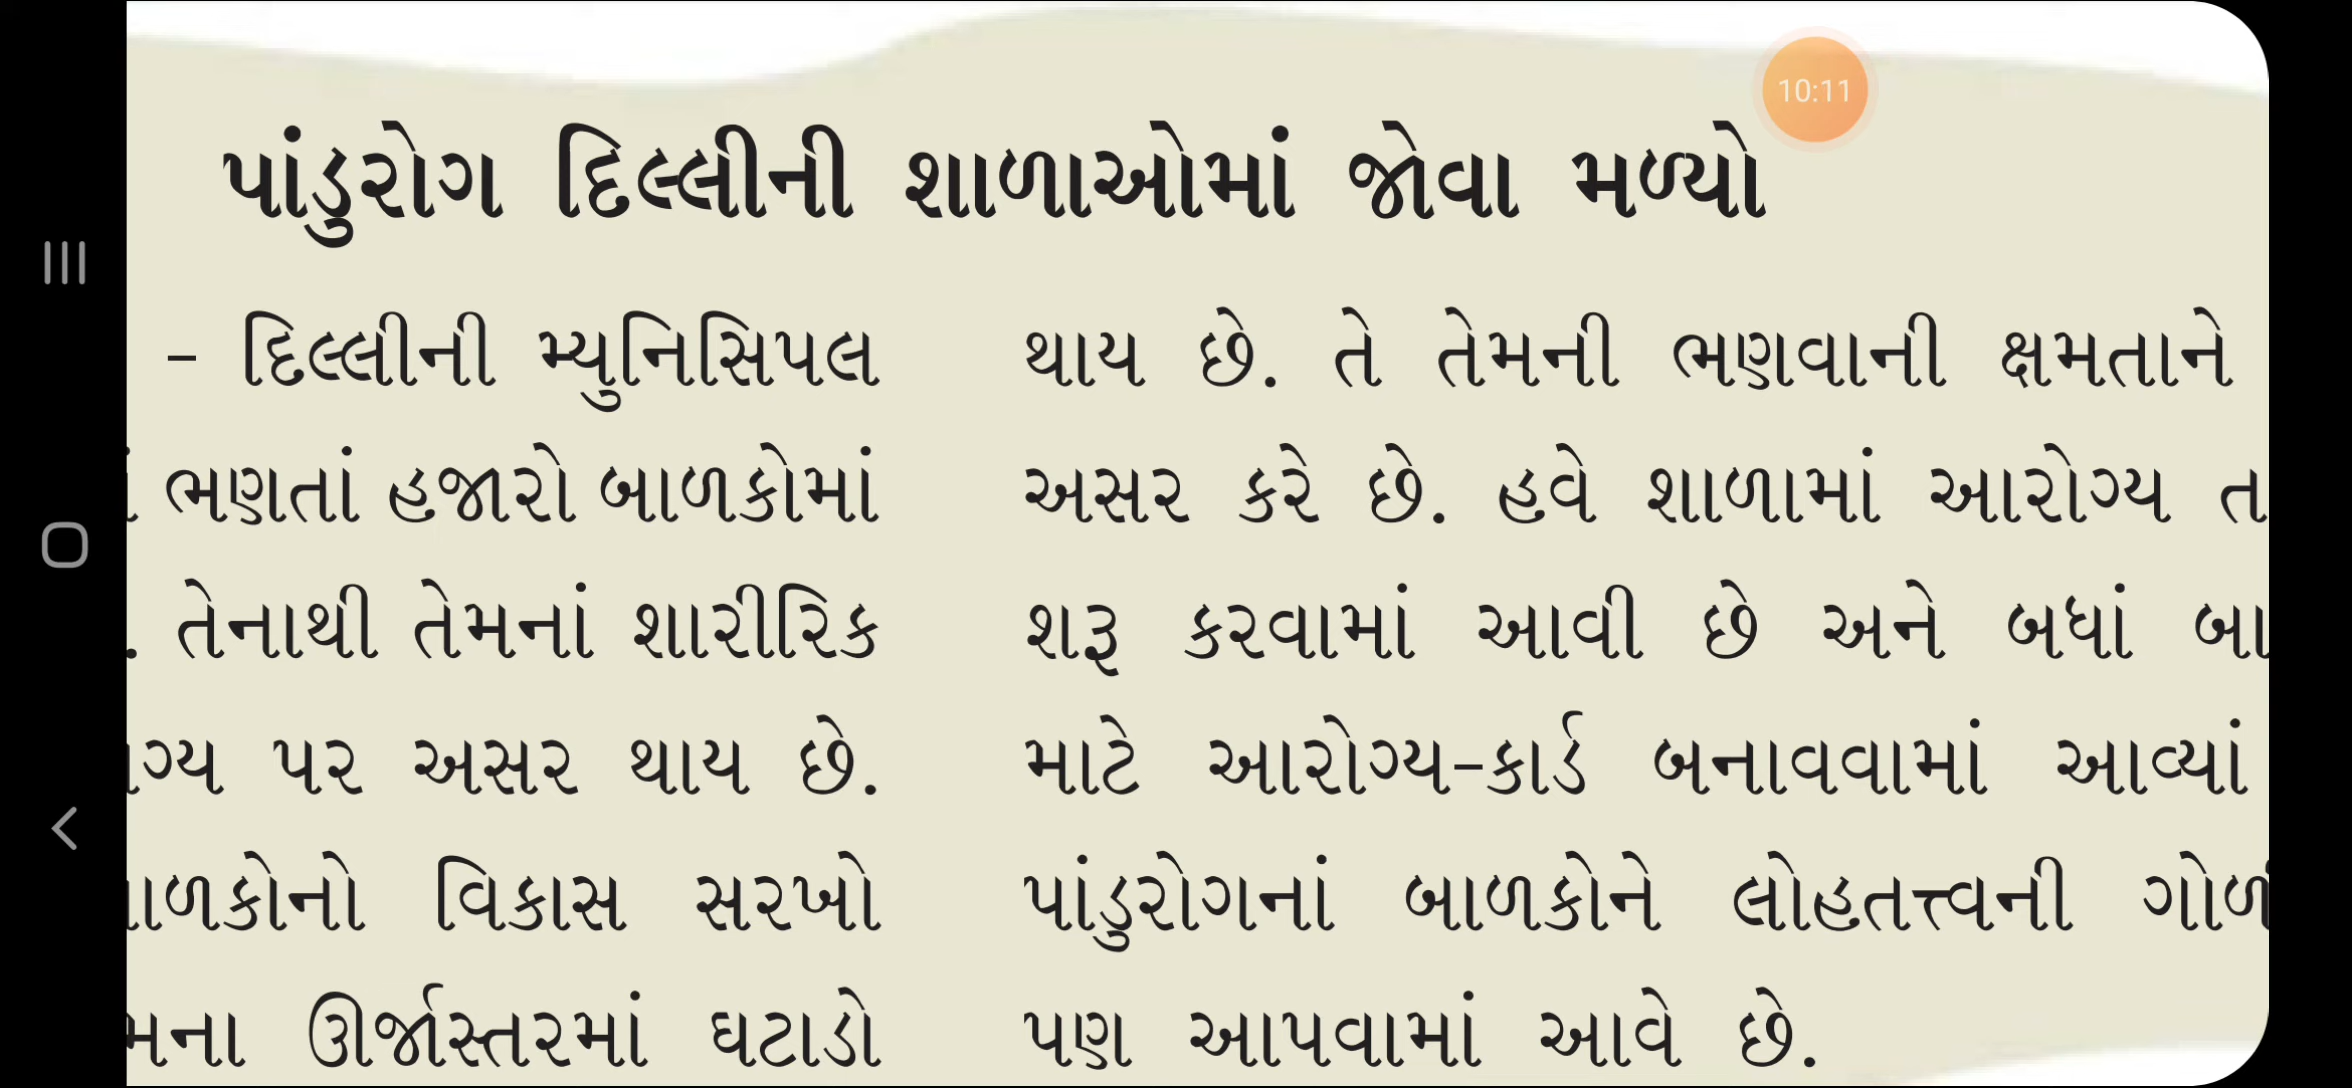 10:11
પાંડુરોગ દિલ્લીની શાળાઓમાં જોવા મળ્યો
– દિલ્લીની મ્યુનિસિપલ
ભણતાં હજારો બાળકોમાં
. તેનાથી તેમનાં શારીરિક
ગ્ય પર અસર થાય છે.
ાળકોનો વિકાસ સરખો
મના ઊર્જાસ્તરમાં ઘટાડો
થાય છે. તે તેમની ભણવાની ક્ષમતાને
અસર કરે છે. હવે શાળામાં આરોગ્ય ત
શરૂ કરવામાં આવી છે અને બધાં બા
માટે આરોગ્ય-કાર્ડ બનાવવામાં આવ્યાં
પાંડુરોગનાં બાળકોને લોહતત્ત્વની ગોળી
પણ આપવામાં આવે છે.